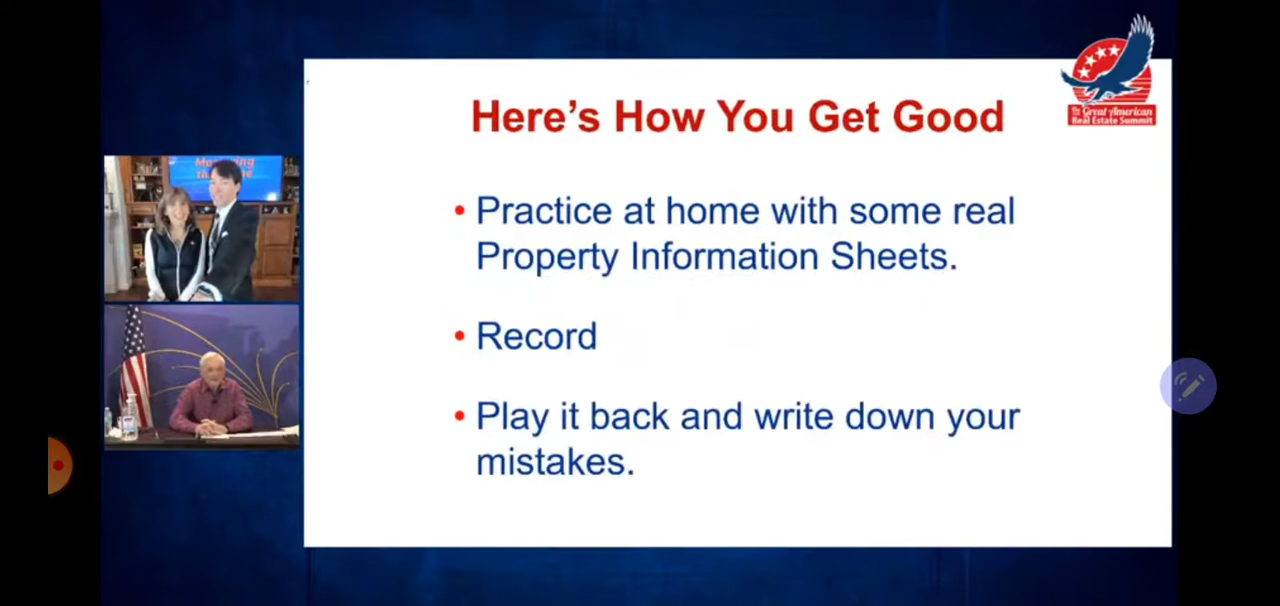 Here's How You Get Good
• Practice at home with some real
Property Information Sheets.
• Record
• Play it back and write down your
mistakes.
The Great American
Real Estate Summit